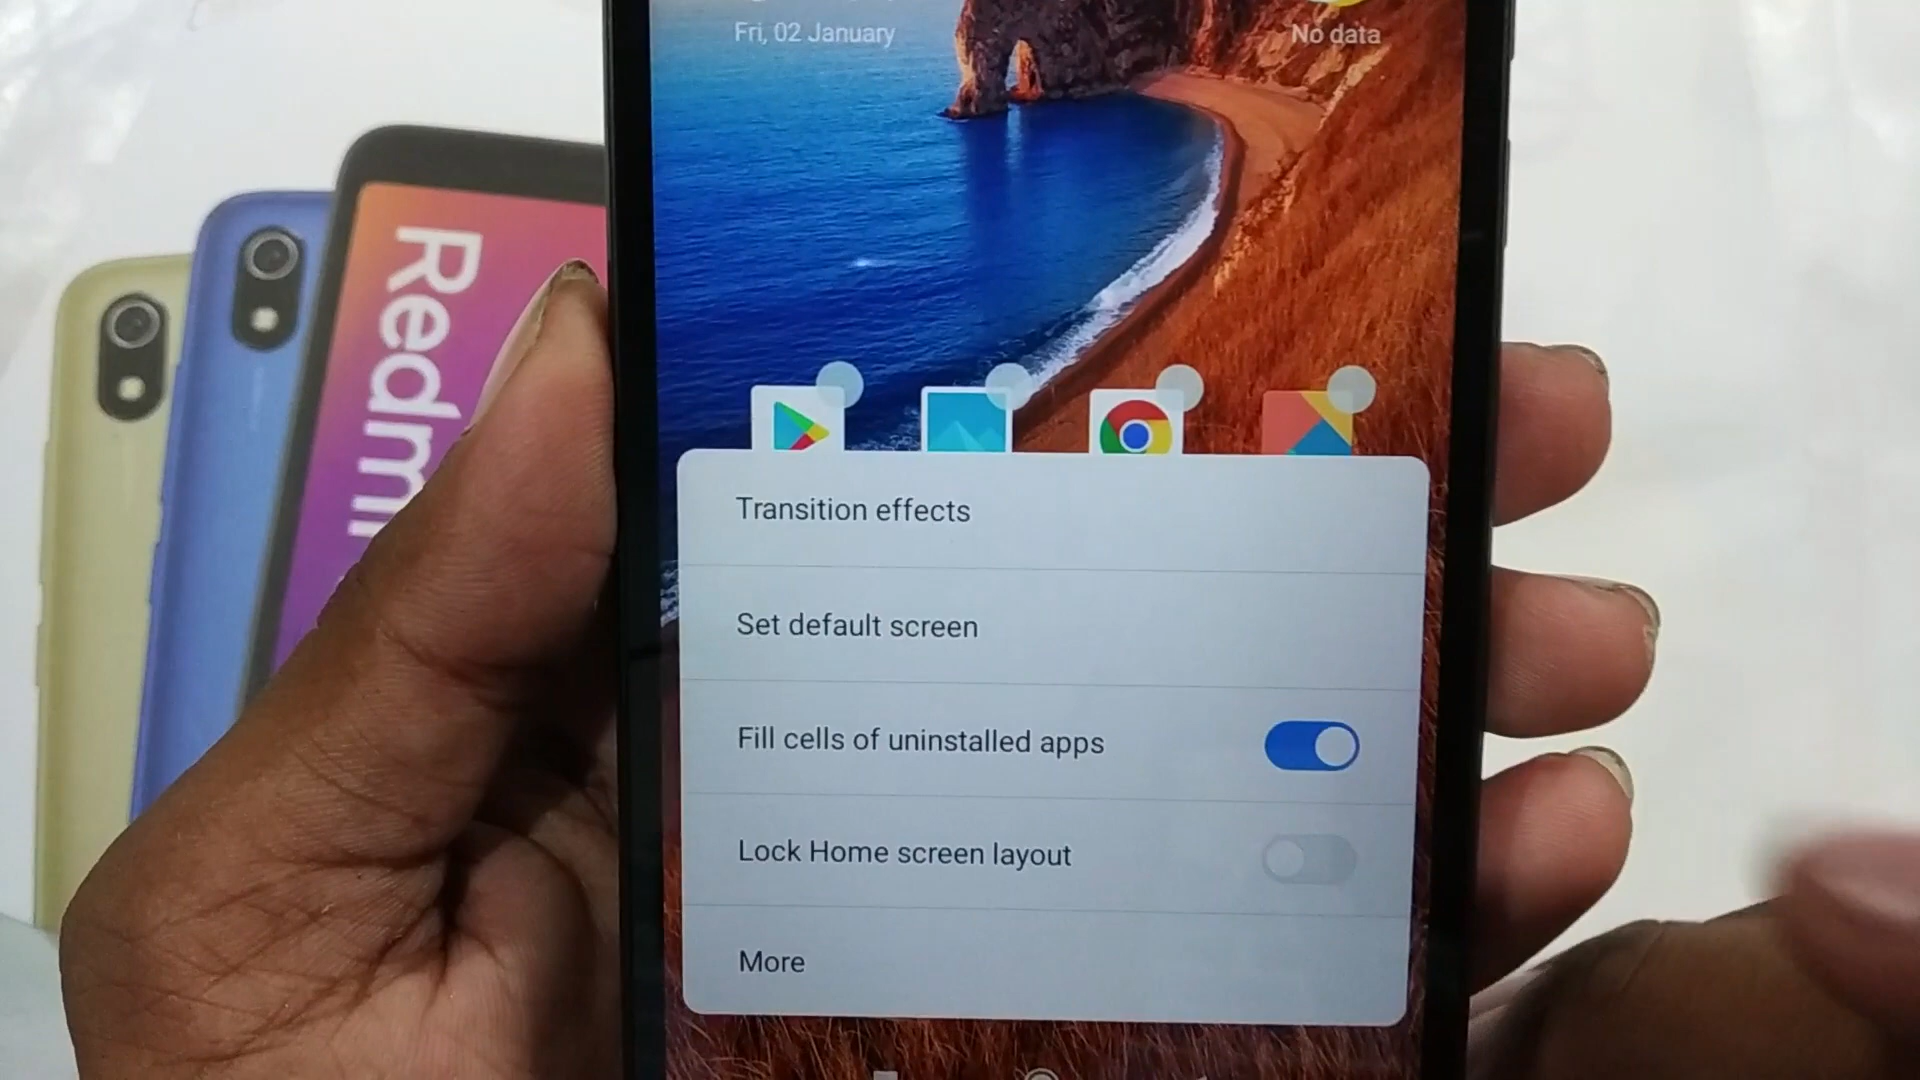 Fri, 02 January
No data
Redmi
Transition effects
Set default screen
Fill cells of uninstalled apps
Lock Home screen layout
More